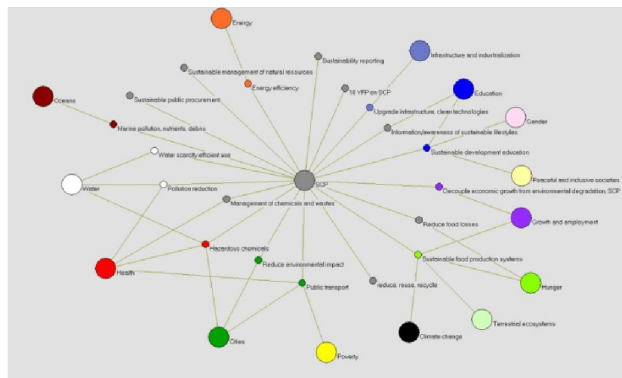 Energy
Infrastructure and industrialization
Sustainability reporting
Sustainable management of natural resources
Energy efficiency
10 YFP on SCP
Education
Oceans
Sustainable public procurement
Upgrade infrastructure, clean technologies
Gender
Marine pollution, nutrients, debris
Information/awareness of sustainable lifestyles
Sustainable development education
Water scarcity efficient use
Peaceful and inclusive societies
Water
Pollution reduction
SCP
Decouple economic growth from environmental degradation, SCP
Management of chemicals and wastes
Reduce food losses
Growth and employment
Hazardous chemicals
Health
Reduce environmental impact
Sustainable food production systems
Public transport
reduce, reuse, recycle
Hunger
Cities
Climate change
Terrestrial ecosystems
Poverty